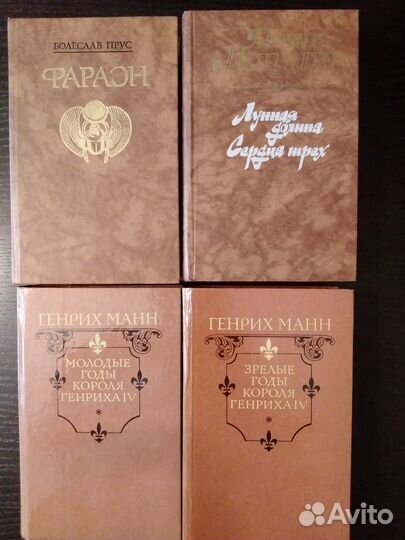 БОЛЕСЛАВ ПРУС
ФАРАОН
Лунная
долина
Сердца трех
ГЕНРИХ МАНН
МОЛОДЫЕ
ГОДЫ
КОРОЛЯ
ГЕНРИХА IV
ГЕНРИХ МАНН
ЗРЕЛЫЕ
ГОДЫ
КОРОЛЯ
ГЕНРИХА IV
Avito